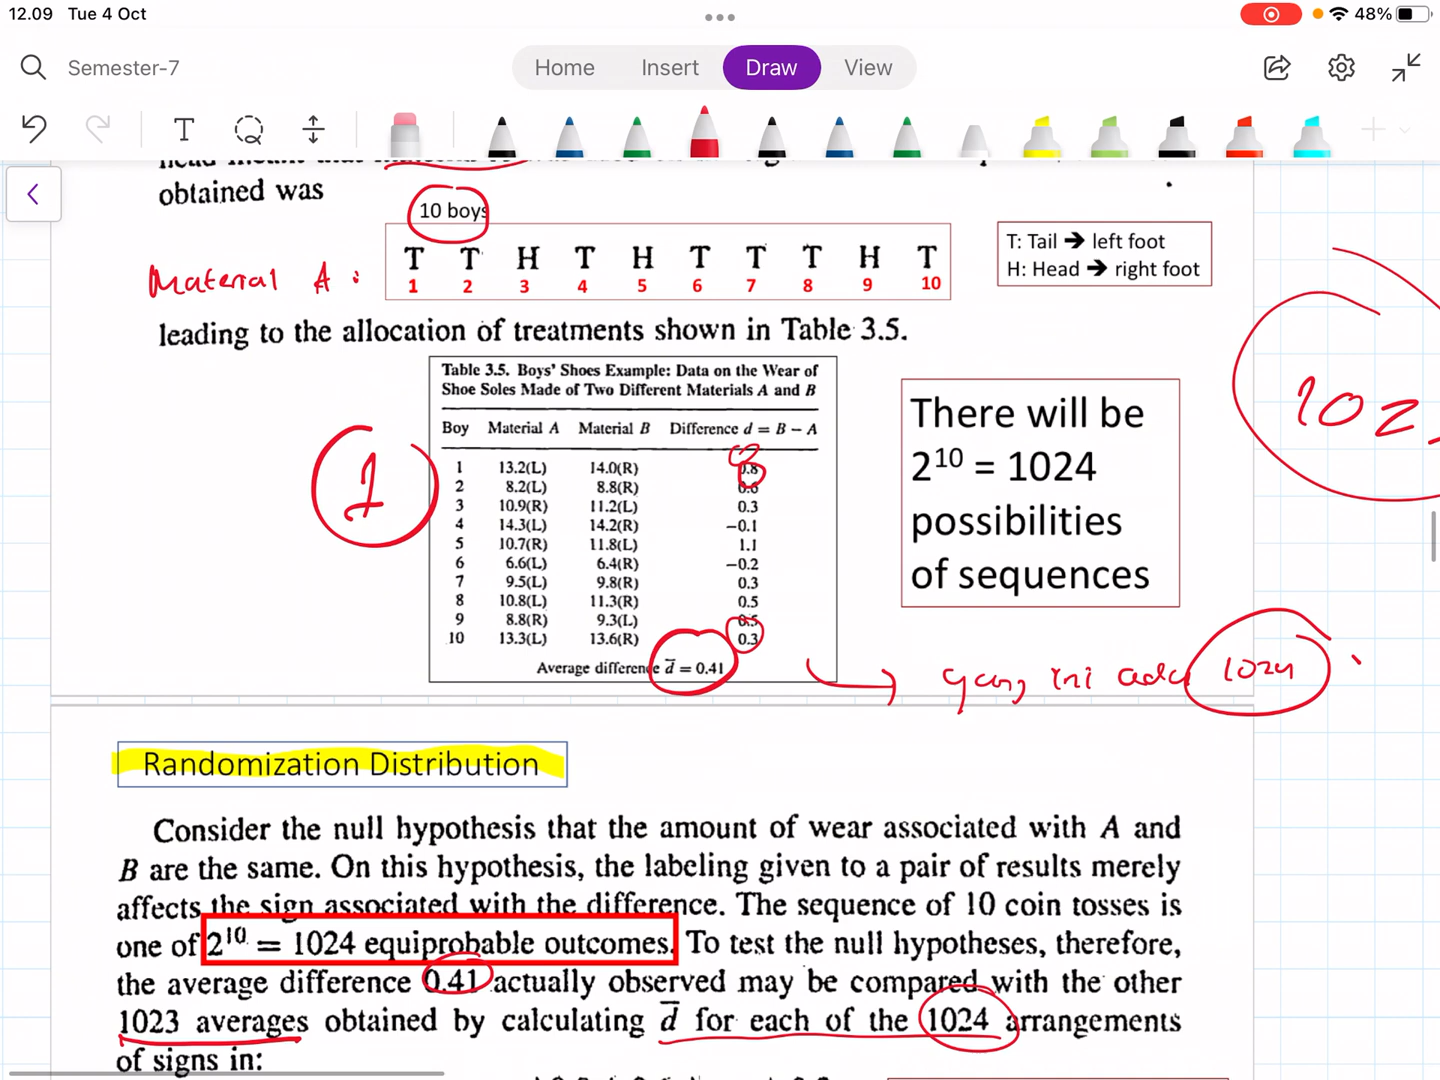 12.09 Tue 4 Oct
48%
Semester-7
Home Insert Draw View
obtained was
10 boys
T T H T H T T T H T
1 2 3 4 5 6 7 8 9 10
Material A :
T: Tail → left foot
H: Head → right foot
leading to the allocation of treatments shown in Table 3.5.
Table 3.5. Boys' Shoes Example: Data on the Wear of
Shoe Soles Made of Two Different Materials A and B
Boy Material A Material B Difference d = B − A
1 13.2(L) 14.0(R) 0.8
2 8.2(L) 8.8(R) 0.6
3 10.9(R) 11.2(L) 0.3
4 14.3(L) 14.2(R) −0.1
5 10.7(R) 11.8(L) 1.1
6 6.6(L) 6.4(R) −0.2
7 9.5(L) 9.8(R) 0.3
8 10.8(L) 11.3(R) 0.5
9 8.8(R) 9.3(L) 0.5
10 13.3(L) 13.6(R) 0.3
Average difference d̄ = 0.41
1
There will be
2¹⁰ = 1024
possibilities
of sequences
102
yang ini ada 1024
Randomization Distribution
Consider the null hypothesis that the amount of wear associated with A and
B are the same. On this hypothesis, the labeling given to a pair of results merely
affects the sign associated with the difference. The sequence of 10 coin tosses is
one of 2¹⁰ = 1024 equiprobable outcomes. To test the null hypotheses, therefore,
the average difference 0.41 actually observed may be compared with the other
1023 averages obtained by calculating d̄ for each of the 1024 arrangements
of signs in: